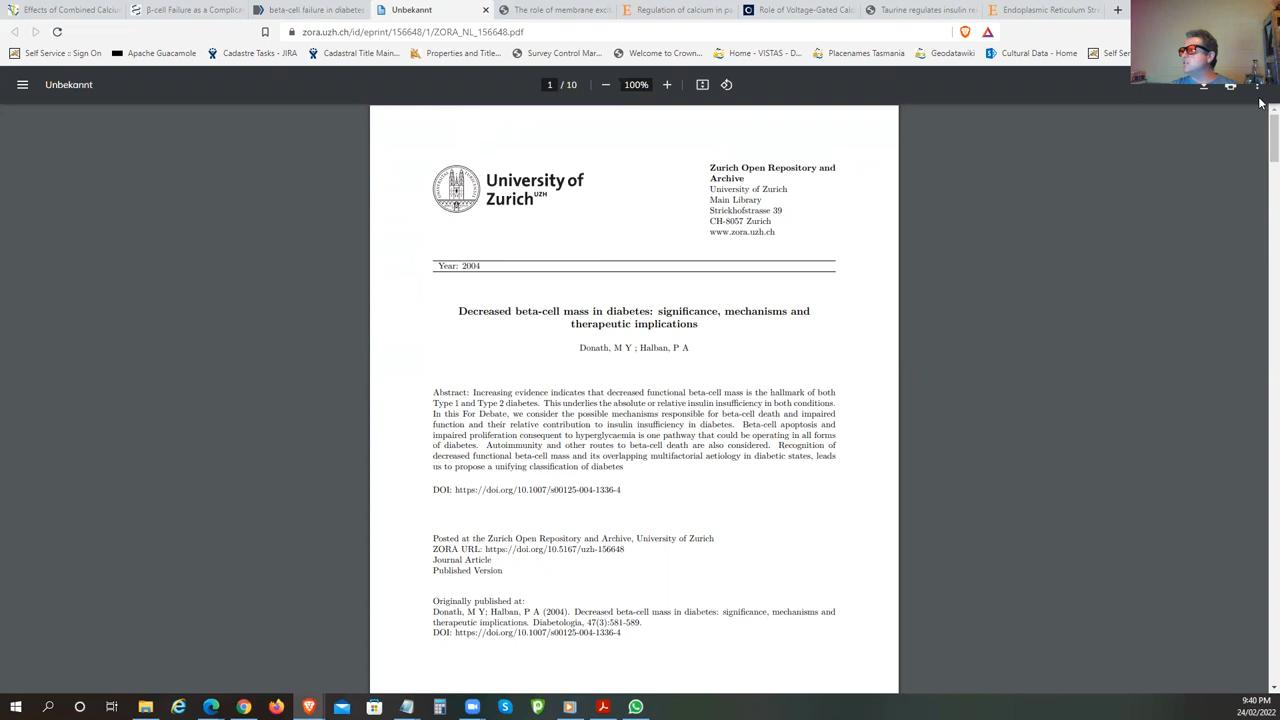 Effects of Combined Calciu
β-cell Failure as a Complica
beta-cell failure in diabetes
Unbekannt
The role of membrane exci
Regulation of calcium in pa
Role of Voltage-Gated Calc
Taurine regulates insulin re
Endoplasmic Reticulum Stre
zora.uzh.ch/id/eprint/156648/1/ZORA_NL_156648.pdf
Self Service :: Sign On
Apache Guacamole
Cadastre Tasks - JIRA
Cadastral Title Main...
Properties and Title...
Survey Control Mar...
Welcome to Crown...
Home - VISTAS - D...
Placenames Tasmania
Geodatawiki
Cultural Data - Home
Self Serv
Unbekannt
1 / 10
100%
University of
Zurich UZH
Zurich Open Repository and
Archive
University of Zurich
Main Library
Strickhofstrasse 39
CH-8057 Zurich
www.zora.uzh.ch
Year: 2004
Decreased beta-cell mass in diabetes: significance, mechanisms and
therapeutic implications
Donath, M Y ; Halban, P A
Abstract: Increasing evidence indicates that decreased functional beta-cell mass is the hallmark of both
Type 1 and Type 2 diabetes. This underlies the absolute or relative insulin insufficiency in both conditions.
In this For Debate, we consider the possible mechanisms responsible for beta-cell death and impaired
function and their relative contribution to insulin insufficiency in diabetes. Beta-cell apoptosis and
impaired proliferation consequent to hyperglycaemia is one pathway that could be operating in all forms
of diabetes. Autoimmunity and other routes to beta-cell death are also considered. Recognition of
decreased functional beta-cell mass and its overlapping multifactorial aetiology in diabetic states, leads
us to propose a unifying classification of diabetes
DOI: https://doi.org/10.1007/s00125-004-1336-4
Posted at the Zurich Open Repository and Archive, University of Zurich
ZORA URL: https://doi.org/10.5167/uzh-156648
Journal Article
Published Version
Originally published at:
Donath, M Y; Halban, P A (2004). Decreased beta-cell mass in diabetes: significance, mechanisms and
therapeutic implications. Diabetologia, 47(3):581-589.
DOI: https://doi.org/10.1007/s00125-004-1336-4
9:40 PM
24/02/2022